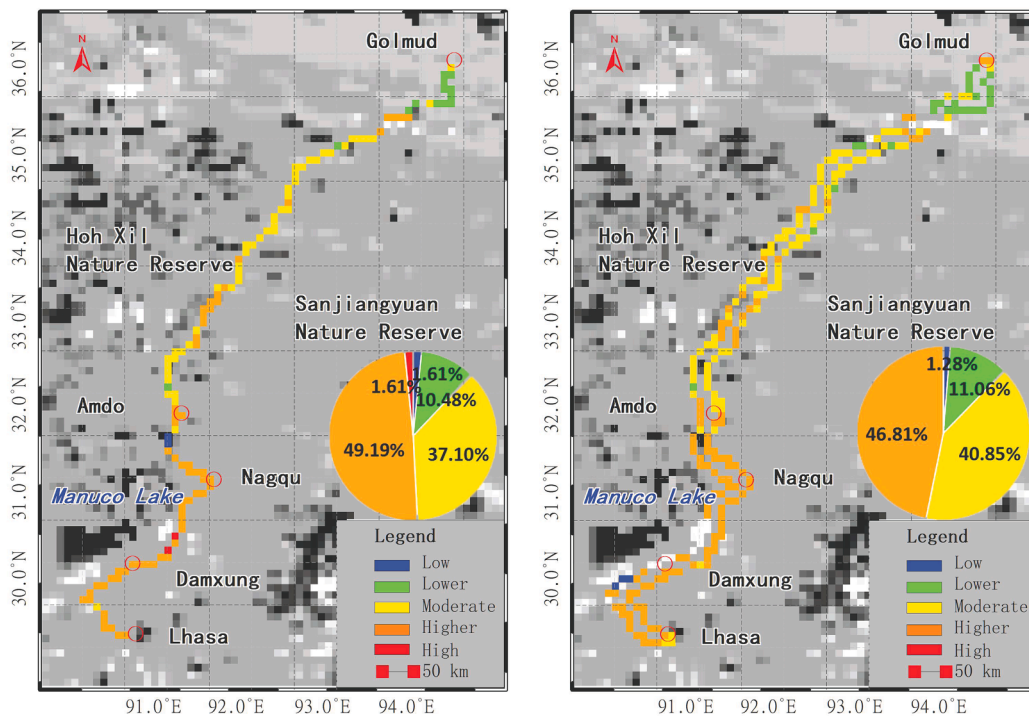 N
Golmud
36.0°N
35.0°N
34.0°N
33.0°N
32.0°N
31.0°N
30.0°N
Hoh Xil
Nature Reserve
Sanjiangyuan
Nature Reserve
1.61%
1.61%
10.48%
49.19%
37.10%
Amdo
Nagqu
Manuco Lake
Damxung
Lhasa
Legend
Low
Lower
Moderate
Higher
High
50 km
91.0°E
92.0°E
93.0°E
94.0°E
N
Golmud
36.0°N
35.0°N
34.0°N
33.0°N
32.0°N
31.0°N
30.0°N
Hoh Xil
Nature Reserve
Sanjiangyuan
Nature Reserve
1.28%
11.06%
46.81%
40.85%
Amdo
Nagqu
Manuco Lake
Damxung
Lhasa
Legend
Low
Lower
Moderate
Higher
High
50 km
91.0°E
92.0°E
93.0°E
94.0°E